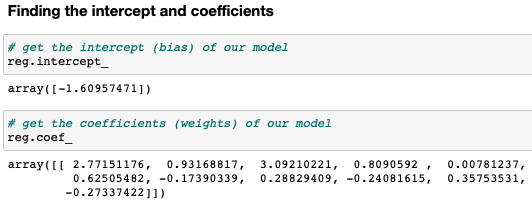 Finding the intercept and coefficients
# get the intercept (bias) of our model
reg.intercept_
array([-1.60957471])
# get the coefficients (weights) of our model
reg.coef_
array([[ 2.77151176,  0.93168817,  3.09210221,  0.8090592 ,  0.00781237,
0.62505482, -0.17390339,  0.28829409, -0.24081615,  0.35753531,
-0.27337422]])